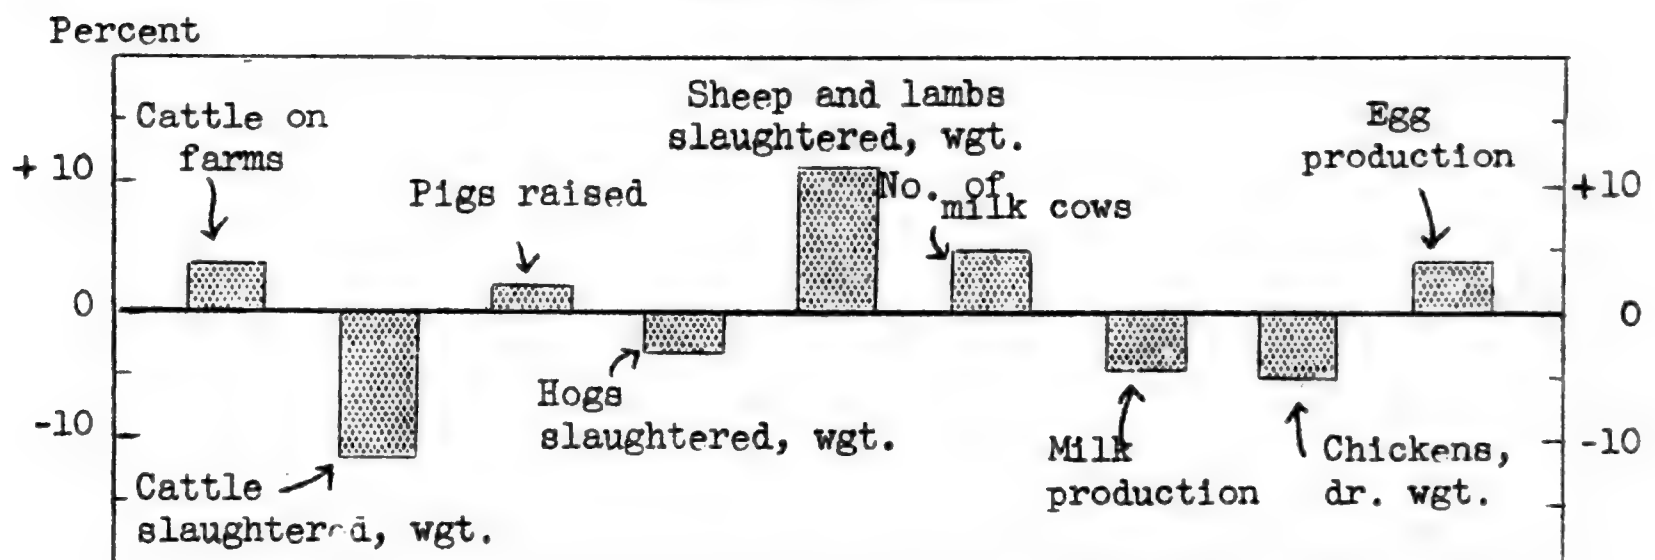 Percent
Cattle on
farms
Sheep and lambs
slaughtered, wgt.
Egg
production
+ 10
Pigs raised
No. of
milk cows
+10
0
0
Hogs
slaughtered, wgt.
-10
-10
Cattle
slaughtered, wgt.
Milk
production
Chickens,
dr. wgt.